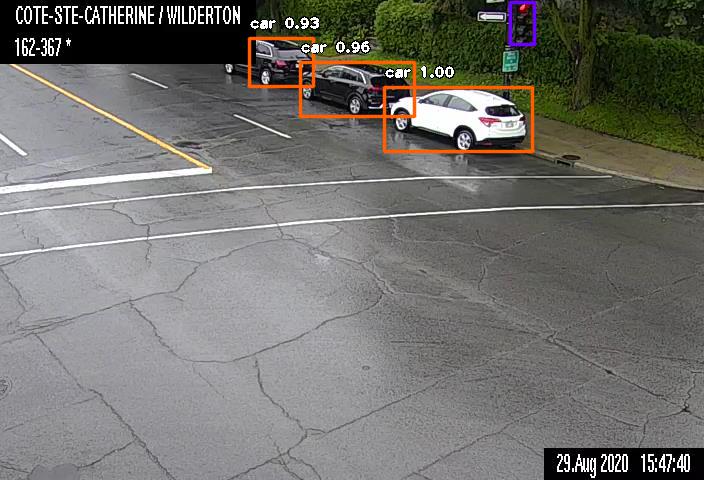 COTE-STE-CATHERINE / WILDERTON
162-367 *
car 0.93
car 0.96
car 1.00
29.Aug 2020 15:47:40